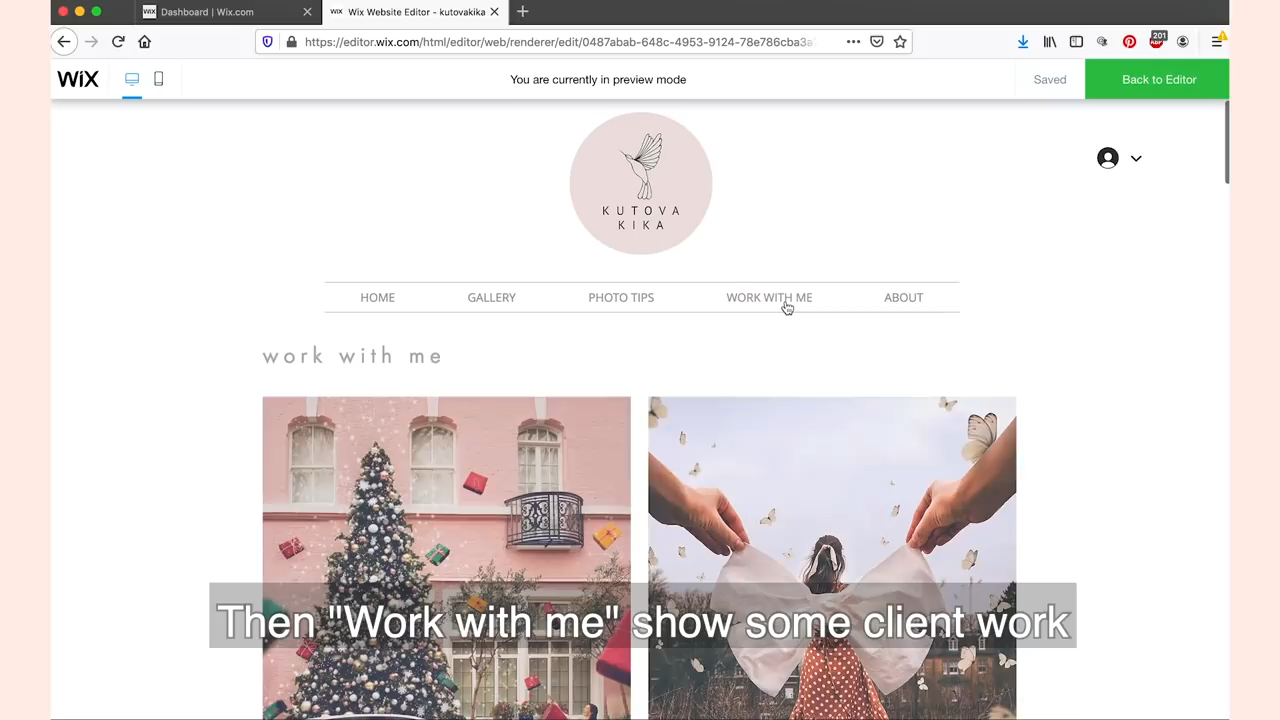 Dashboard | Wix.com
Wix Website Editor - kutovakika
https://editor.wix.com/html/editor/web/renderer/edit/0487abab-648c-4953-9124-78e786cba3a
201
WiX
You are currently in preview mode
Saved
Back to Editor
KUTOVA
KIKA
HOME
GALLERY
PHOTO TIPS
WORK WITH ME
ABOUT
work with me
Then "Work with me" show some client work